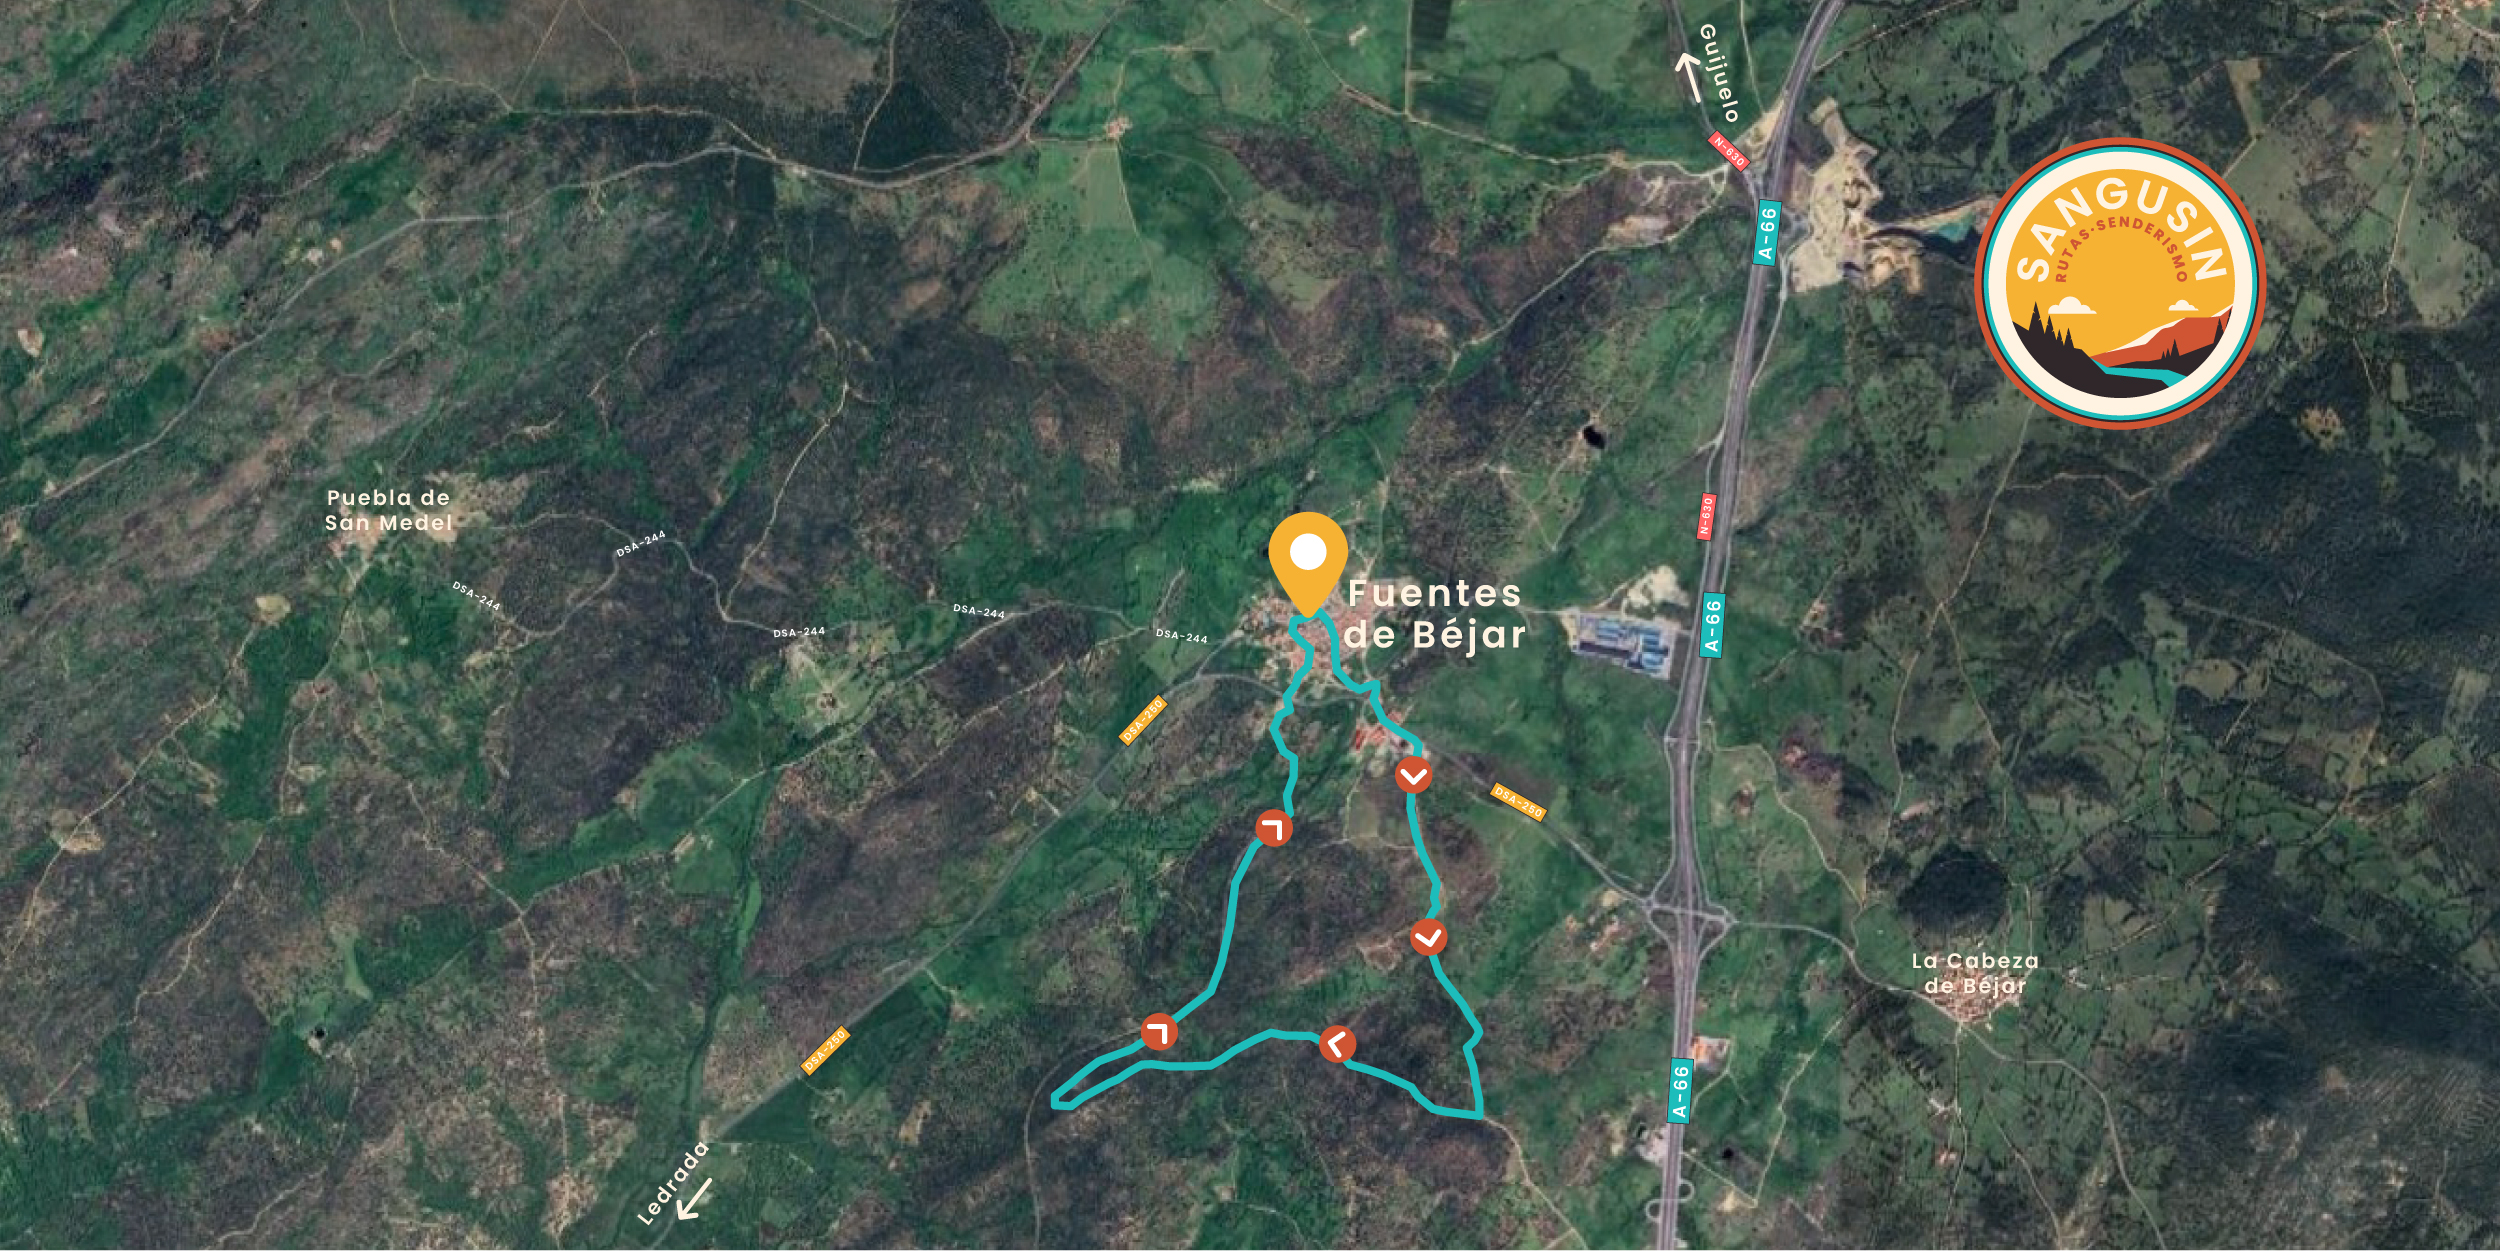 Guijuelo
N-630
A-66
SANGUSIN
RUTAS·SENDERISMO
Puebla de
San Medel
N-630
DSA-244
DSA-244
DSA-244
DSA-244
DSA-244
Fuentes
de Béjar
A-66
DSA-250
DSA-250
La Cabeza
de Béjar
DSA-250
A-66
Ledrada